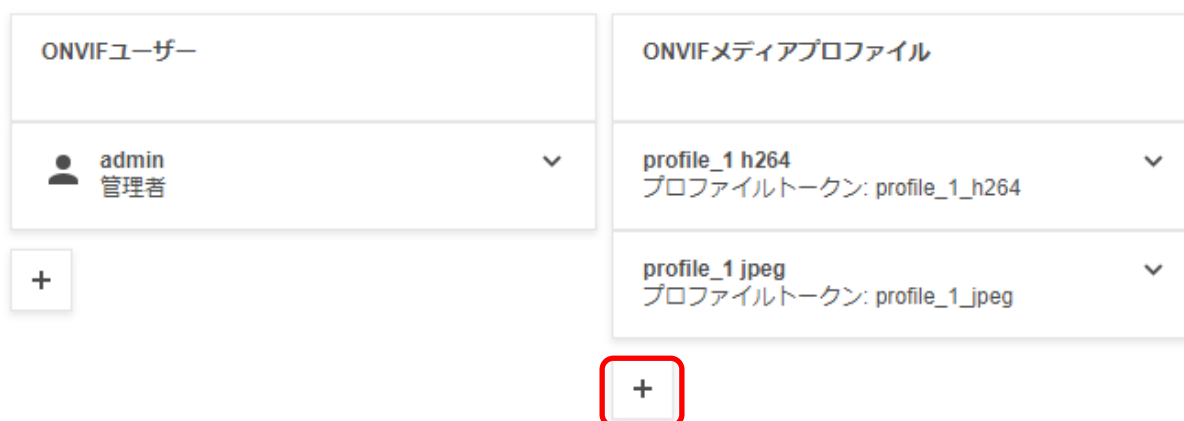 ONVIFユーザー
admin
管理者
+
ONVIFメディアプロファイル
profile_1 h264
プロファイルトークン: profile_1_h264
profile_1 jpeg
プロファイルトークン: profile_1_jpeg
+